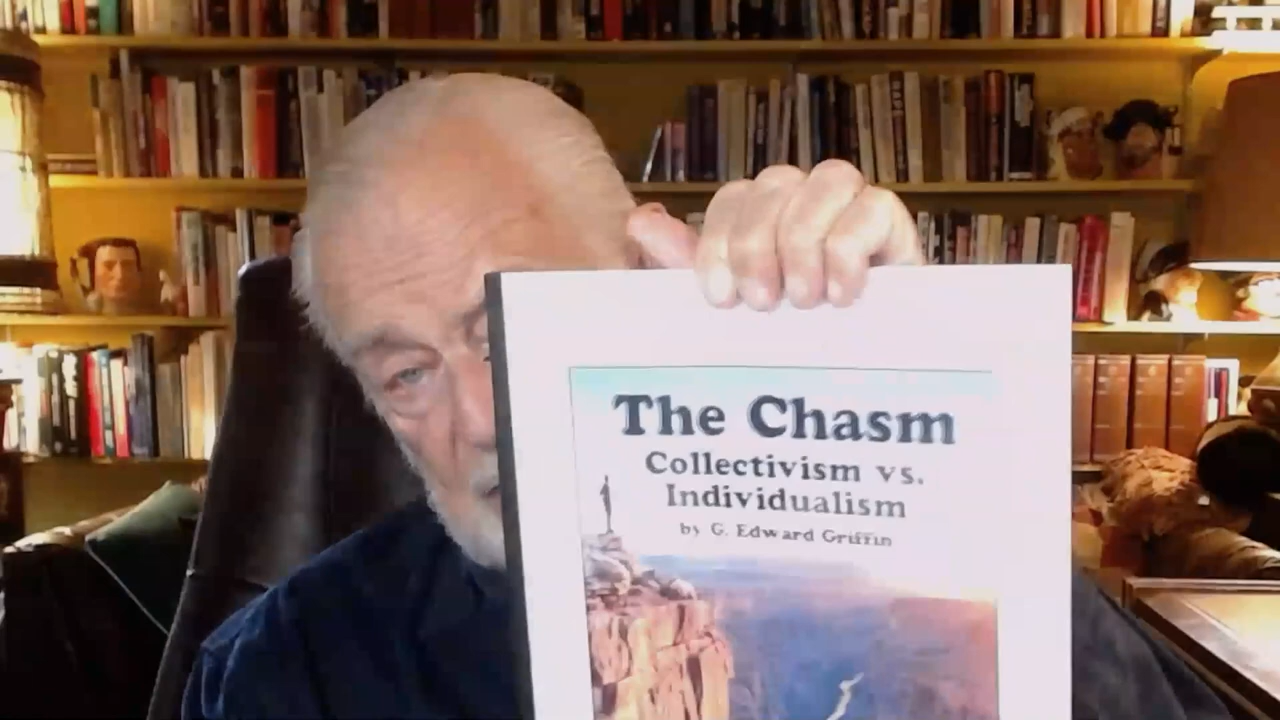 The Chasm
Collectivism vs.
Individualism
by G. Edward Griffin